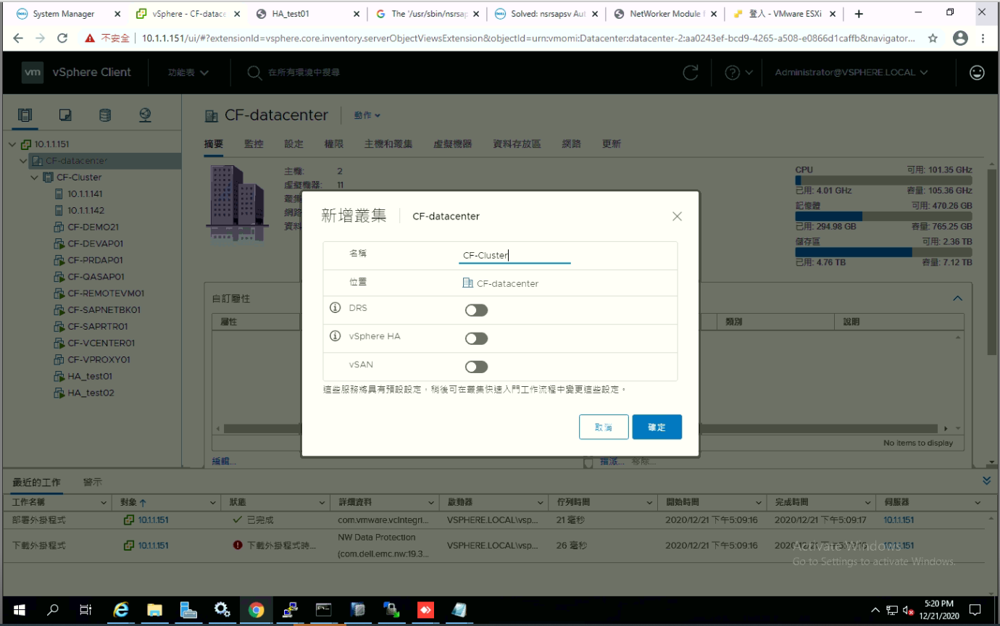 System Manager
vSphere - CF-datace
HA_test01
The '/usr/sbin/nsrsap
Solved: nsrsapsv Aut
NetWorker Module
登入 - VMware ESXi
不安全
10.1.1.151/ui/#?extensionId=vsphere.core.inventory.serverObjectViewsExtension&objectId=urn:vmomi:Datacenter:datacenter-2:aa0243ef-bcd9-4265-a508-e0866d1caffb&navigator...
vm vSphere Client
功能表
在所有環境中搜尋
Administrator@VSPHERE.LOCAL
10.1.1.151
CF-datacenter
CF-Cluster
10.1.1.141
10.1.1.142
CF-DEMO21
CF-DEVAP01
CF-PRDAP01
CF-QASAP01
CF-REMOTEVM01
CF-SAPNETBK01
CF-SAPRTR01
CF-VCENTER01
CF-VPROXY01
HA_test01
HA_test02
CF-datacenter
動作
摘要 監控 設定 權限 主機和叢集 虛擬機器 資料存放區 網路 更新
主機: 2
虛擬機器: 11
叢集
網路
資料
CPU 可用: 101.35 GHz
已用: 4.01 GHz 容量: 105.36 GHz
記憶體 可用: 470.26 GB
已用: 294.98 GB 容量: 765.25 GB
儲存區 可用: 2.36 TB
已用: 4.76 TB 容量: 7.12 TB
自訂屬性
屬性
類別 說明
No items to display
編輯...
指派... 移除...
新增叢集 CF-datacenter
名稱 CF-Cluster
位置 CF-datacenter
DRS
vSphere HA
vSAN
這些服務將具有預設設定，稍後可在叢集快速入門工作流程中變更這些設定。
取消 確定
最近的工作 警示
工作名稱 對象 狀態 詳細資料 啟動器 佇列時間 開始時間 完成時間 伺服器
部署外掛程式 10.1.1.151 已完成 com.vmware.vcIntegri... VSPHERE.LOCAL\vsp... 21 毫秒 2020/12/21 下午5:09:16 2020/12/21 下午5:09:17 10.1.1.151
下載外掛程式 10.1.1.151 下載外掛程式時... NW Data Protection (com.dell.emc.nw:19.3... VSPHERE.LOCAL\vsp... 26 毫秒 2020/12/21 下午5:09:16 10.1.1.151
Activate Windows
Go to Settings to activate Windows.
5:20 PM
12/21/2020